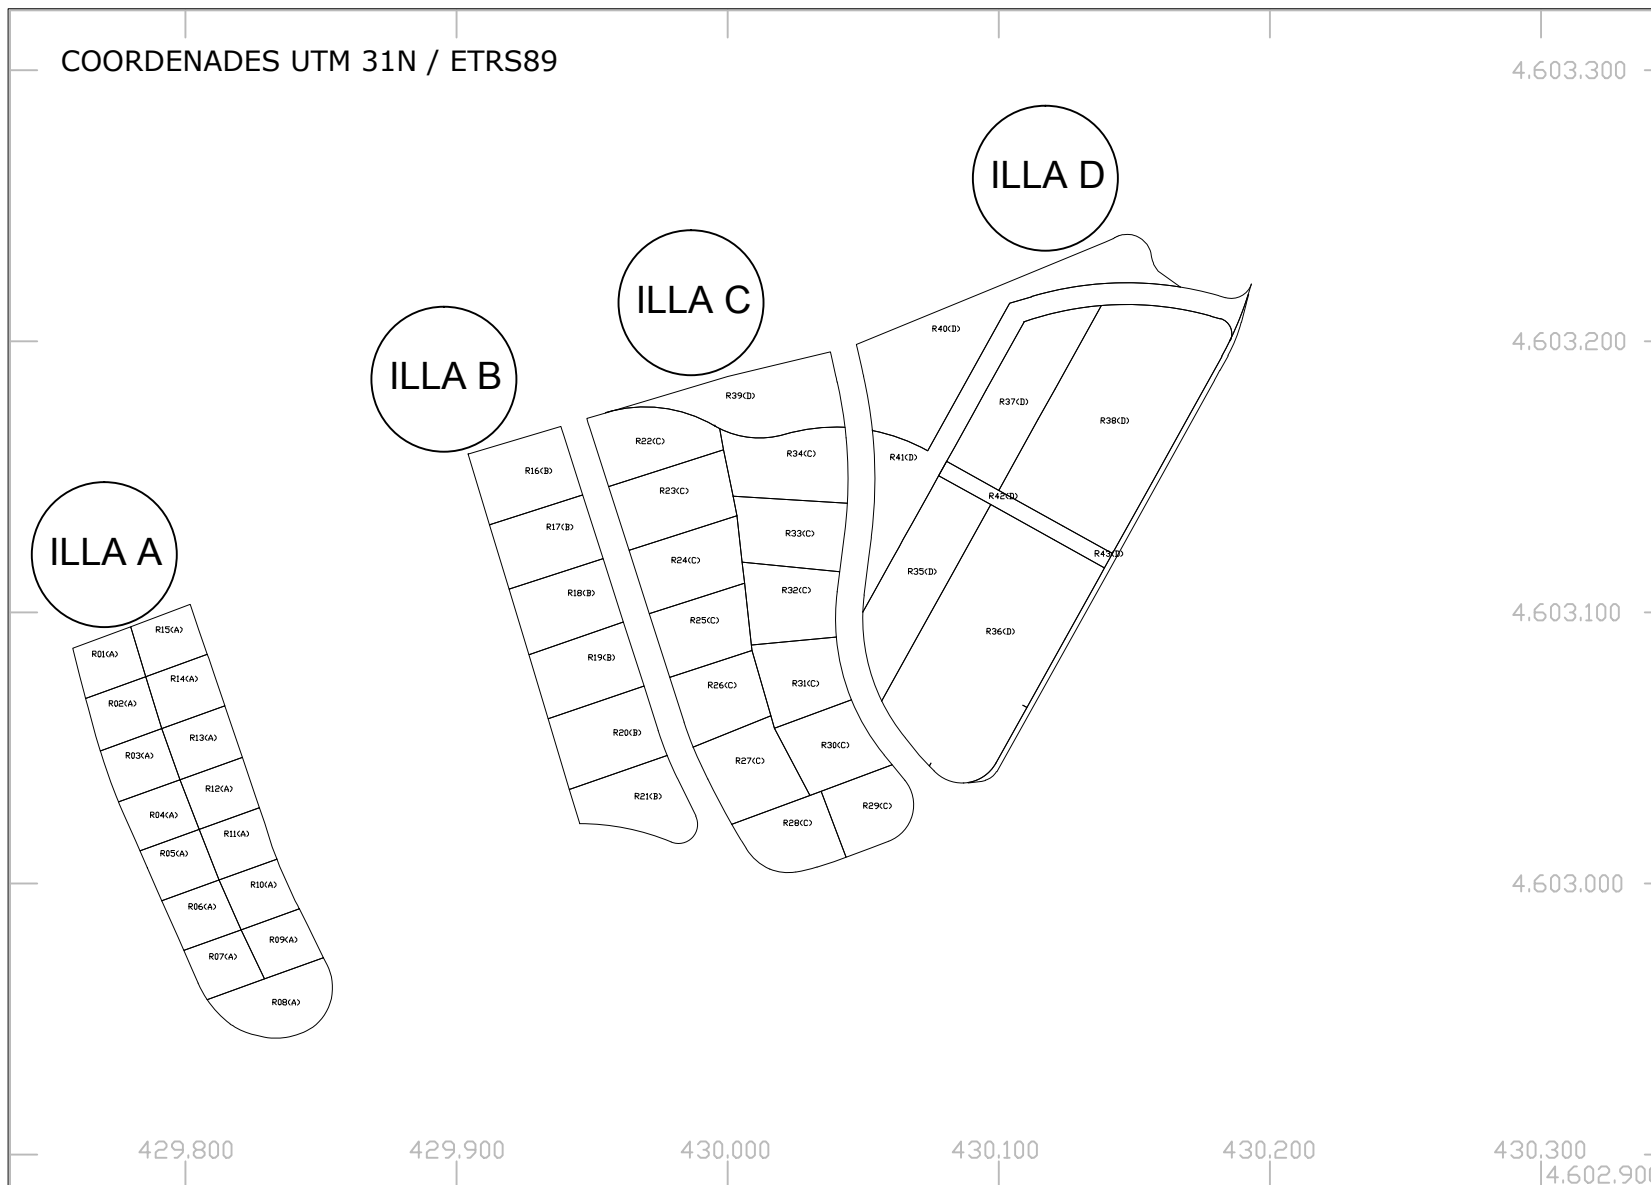 COORDENADES UTM 31N / ETRS89
4.603.300
ILLA D
ILLA C
ILLA B
ILLA A
R40(D)
4.603.200
R39(D)
R37(D)
R38(D)
R22(C)
R34(C)
R41(D)
R16(B)
R23(C)
R42(D)
R17(B)
R33(C)
R43(D)
R24(C)
R35(D)
R18(B)
R32(C)
4.603.100
R25(C)
R15(A)
R36(D)
R01(A)
R19(B)
R14(A)
R26(C)
R31(C)
R02(A)
R13(A)
R20(B)
R30(C)
R03(A)
R27(C)
R12(A)
R21(B)
R29(C)
R04(A)
R28(C)
R11(A)
R05(A)
4.603.000
R10(A)
R06(A)
R09(A)
R07(A)
R08(A)
429.800
429.900
430.000
430.100
430.200
430.300
4.602.900